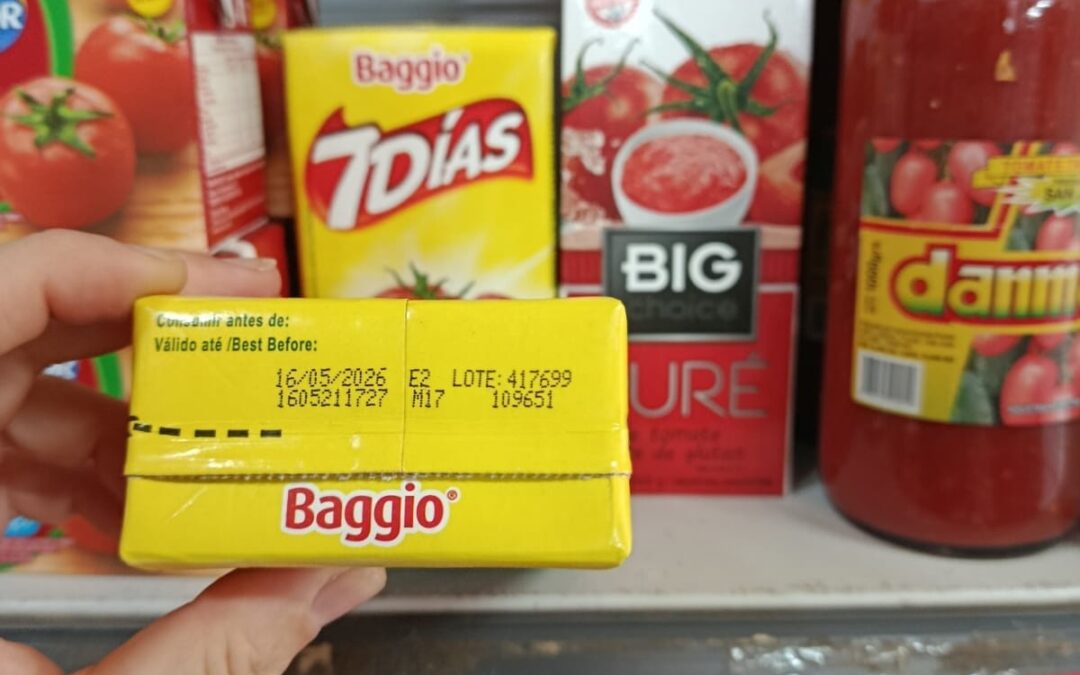 Baggio
7DÍAS
BIG
choice
URÉ
danm
Consumir antes de:
Válido até /Best Before:
16/05/2026 E2 LOTE: 417699
1605211727 M17 109651
Baggio